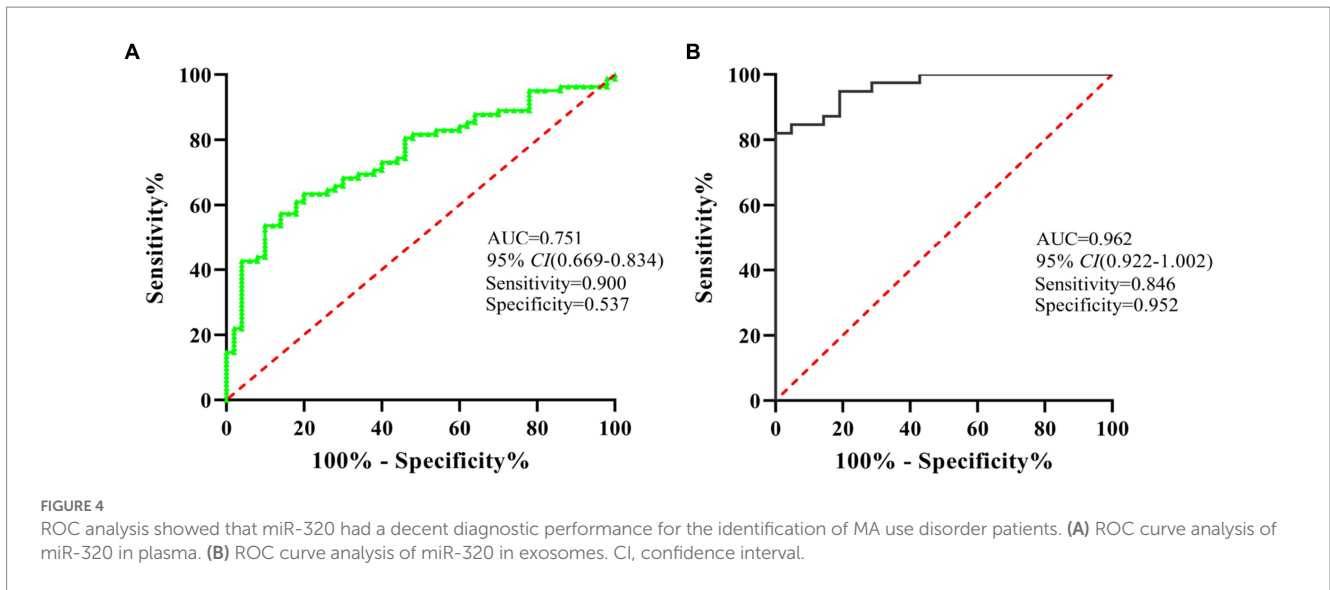 A
100
80
60
40
20
0
Sensitivity%
AUC=0.751
95% CI(0.669-0.834)
Sensitivity=0.900
Specificity=0.537
0 20 40 60 80 100
100% - Specificity%
B
100
80
60
40
20
0
Sensitivity%
AUC=0.962
95% CI(0.922-1.002)
Sensitivity=0.846
Specificity=0.952
0 20 40 60 80 100
100% - Specificity%
FIGURE 4
ROC analysis showed that miR-320 had a decent diagnostic performance for the identification of MA use disorder patients. (A) ROC curve analysis of
miR-320 in plasma. (B) ROC curve analysis of miR-320 in exosomes. CI, confidence interval.